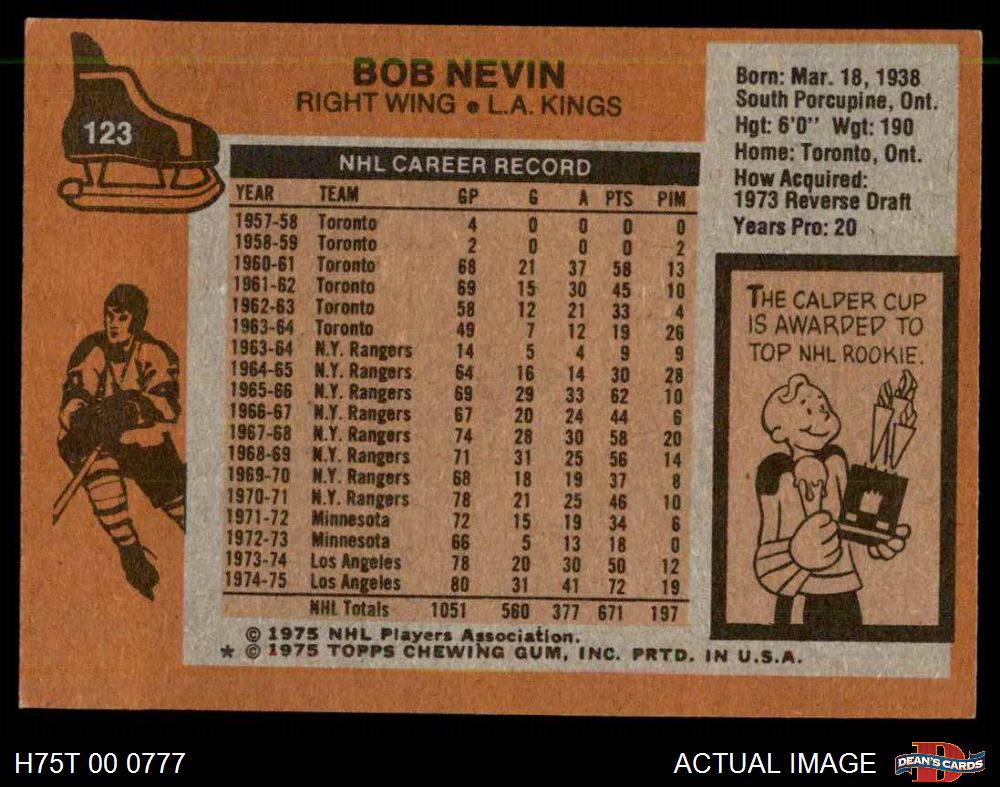 BOB NEVIN
RIGHT WING • L.A. KINGS
123
NHL CAREER RECORD
YEAR TEAM GP G A PTS PIM
1957-58 Toronto 4 0 0 0 0
1958-59 Toronto 2 0 0 0 2
1960-61 Toronto 68 21 37 58 13
1961-62 Toronto 69 15 30 45 10
1962-63 Toronto 58 12 21 33 4
1963-64 Toronto 49 7 12 19 26
1963-64 N.Y. Rangers 14 5 4 9 9
1964-65 N.Y. Rangers 64 16 14 30 28
1965-66 N.Y. Rangers 69 29 33 62 10
1966-67 N.Y. Rangers 67 20 24 44 6
1967-68 N.Y. Rangers 74 28 30 58 20
1968-69 N.Y. Rangers 71 31 25 56 14
1969-70 N.Y. Rangers 68 18 19 37 8
1970-71 N.Y. Rangers 78 21 25 46 10
1971-72 Minnesota 72 15 19 34 6
1972-73 Minnesota 66 5 13 18 0
1973-74 Los Angeles 78 20 30 50 12
1974-75 Los Angeles 80 31 41 72 19
NHL Totals 1051 560 377 671 197
© 1975 NHL Players Association.
* © 1975 TOPPS CHEWING GUM, INC. PRTD. IN U.S.A.
Born: Mar. 18, 1938
South Porcupine, Ont.
Hgt: 6'0" Wgt: 190
Home: Toronto, Ont.
How Acquired:
1973 Reverse Draft
Years Pro: 20
THE CALDER CUP
IS AWARDED TO
TOP NHL ROOKIE.
H75T 00 0777
ACTUAL IMAGE
DEAN'S CARDS